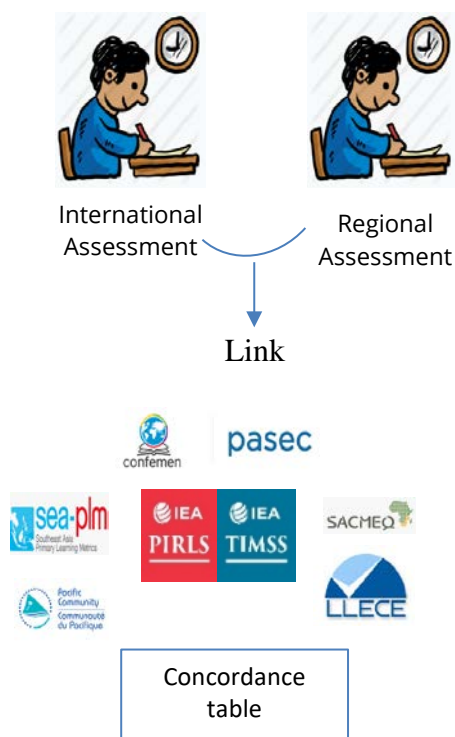 International
Assessment
Regional
Assessment
Link
confemen
pasec
sea-plm
Southeast Asia
Primary Learning Metrics
IEA
PIRLS
IEA
TIMSS
SACMEQ
Pacific
Community
Communauté
du Pacifique
LLECE
Concordance
table